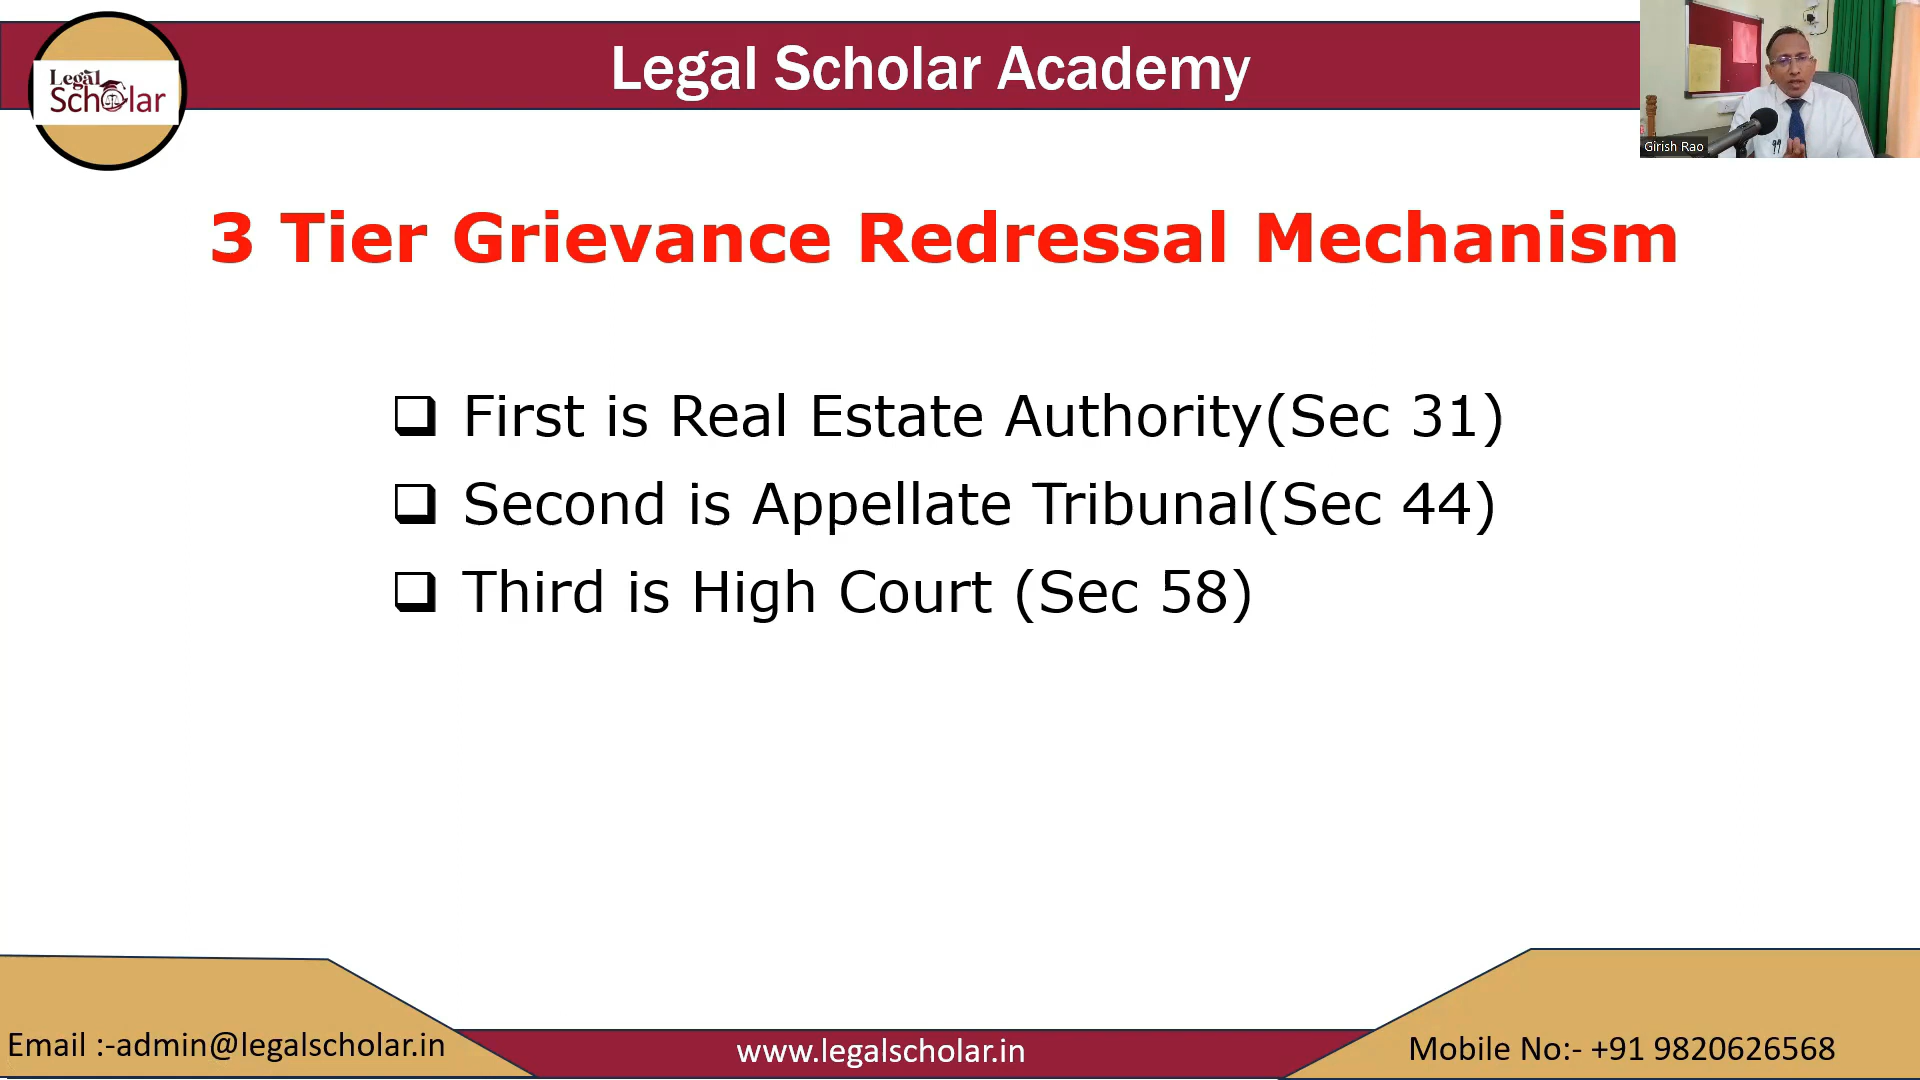 Legal Scholar Academy
Legal
Scholar
Girish Rao
3 Tier Grievance Redressal Mechanism
First is Real Estate Authority(Sec 31)
Second is Appellate Tribunal(Sec 44)
Third is High Court (Sec 58)
Email :-admin@legalscholar.in
www.legalscholar.in
Mobile No:- +91 9820626568